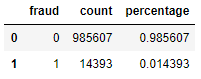 fraud count percentage
0 0 985607 0.985607
1 1 14393 0.014393